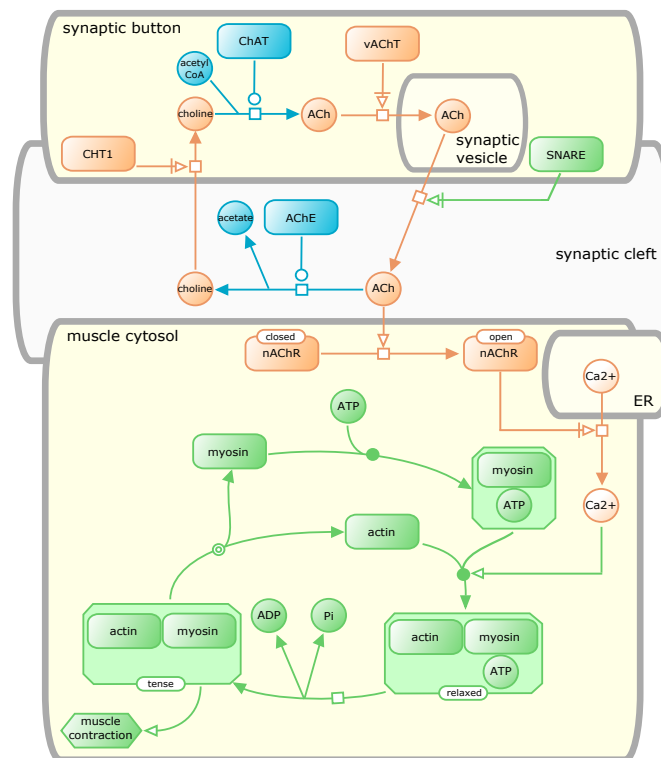 synaptic button
ChAT
vAChT
acetyl
CoA
choline
ACh
ACh
synaptic
vesicle
CHT1
SNARE
acetate
AChE
synaptic cleft
choline
ACh
muscle cytosol
closed
nAChR
open
nAChR
Ca2+
ER
ATP
myosin
myosin
ATP
Ca2+
actin
actin
myosin
tense
ADP
Pi
actin
myosin
ATP
relaxed
muscle
contraction